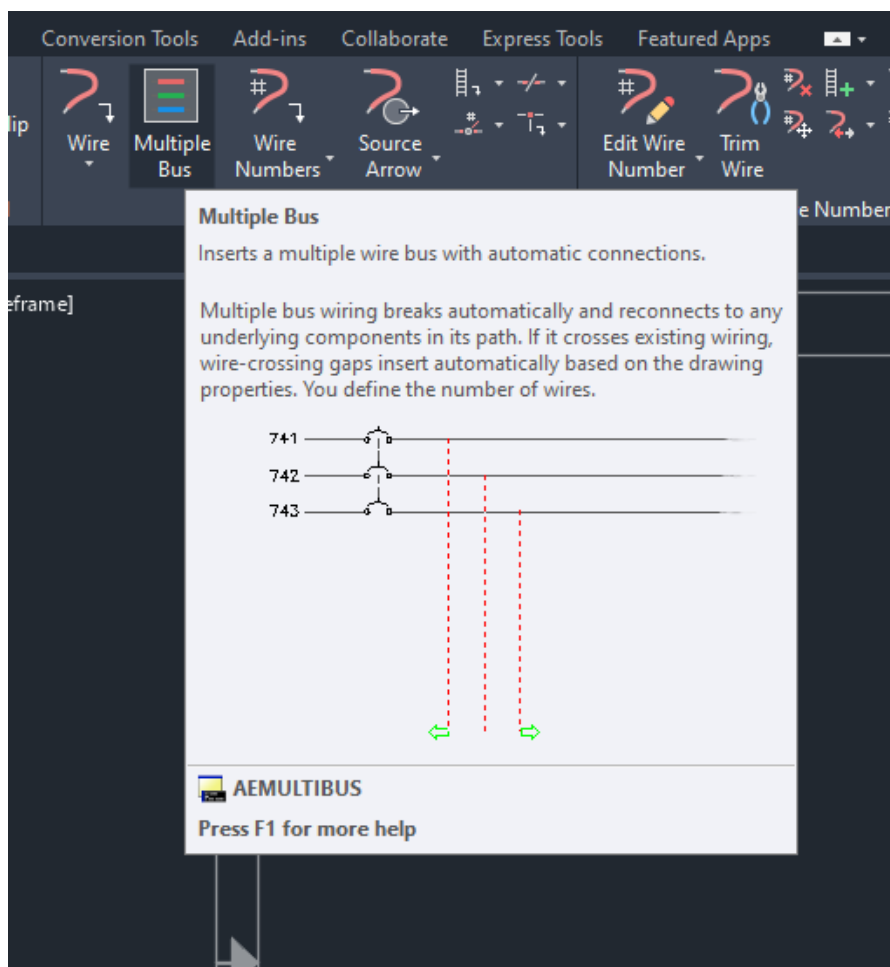 Conversion Tools Add-ins Collaborate Express Tools Featured Apps
lip
Wire
Multiple
Bus
Wire
Numbers
Source
Arrow
Edit Wire
Number
Trim
Wire
e Number
Multiple Bus
Inserts a multiple wire bus with automatic connections.
Multiple bus wiring breaks automatically and reconnects to any
underlying components in its path. If it crosses existing wiring,
wire-crossing gaps insert automatically based on the drawing
properties. You define the number of wires.
eframe]
741
742
743
AEMULTIBUS
Press F1 for more help